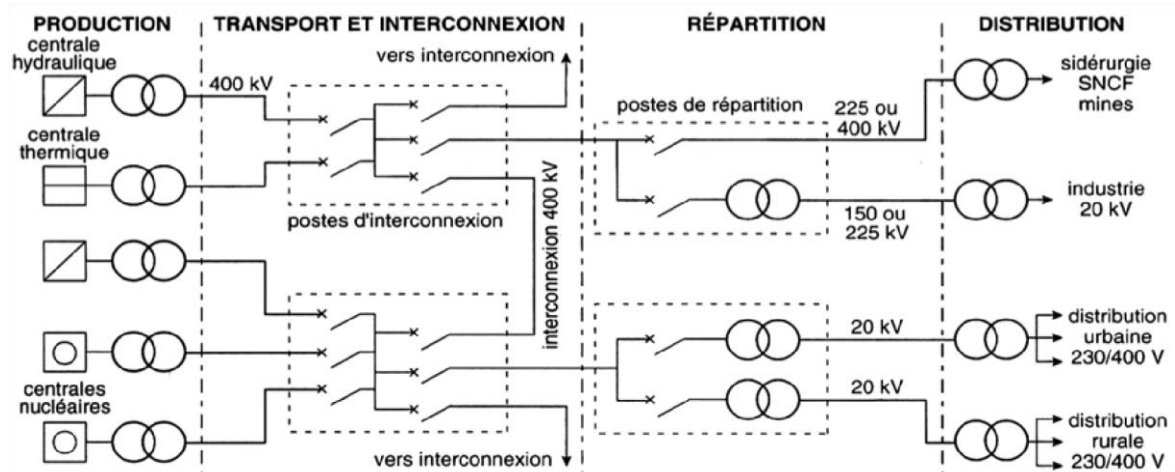 PRODUCTION
TRANSPORT ET INTERCONNEXION
RÉPARTITION
DISTRIBUTION
centrale
hydraulique
400 kV
vers interconnexion
postes de répartition
225 ou
400 kV
sidérurgie
SNCF
mines
centrale
thermique
postes d'interconnexion
interconnexion 400 kV
150 ou
225 kV
industrie
20 kV
20 kV
distribution
urbaine
230/400 V
centrales
nucléaires
20 kV
vers interconnexion
distribution
rurale
230/400 V